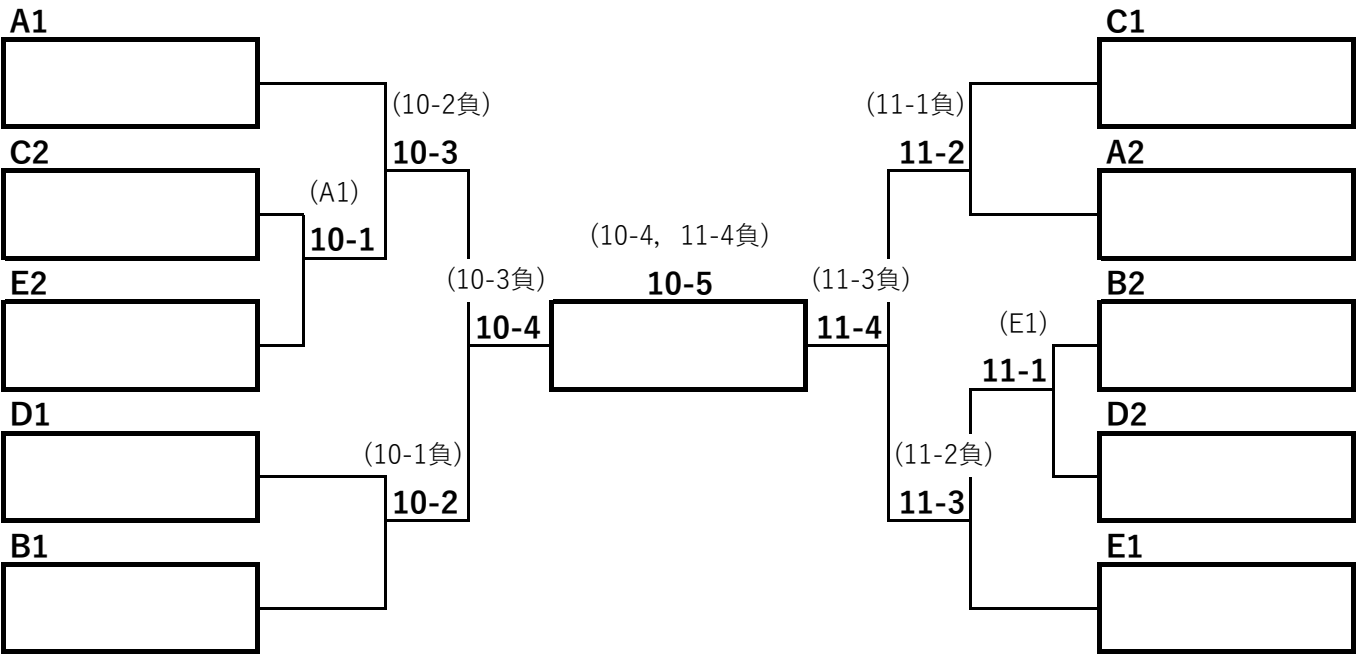 A1
C1
(10-2負)
(11-1負)
C2
10-3
11-2
A2
(A1)
10-1
(10-4, 11-4負)
E2
(10-3負)
10-5
(11-3負)
B2
10-4
11-4
(E1)
11-1
D1
D2
(10-1負)
(11-2負)
10-2
11-3
B1
E1